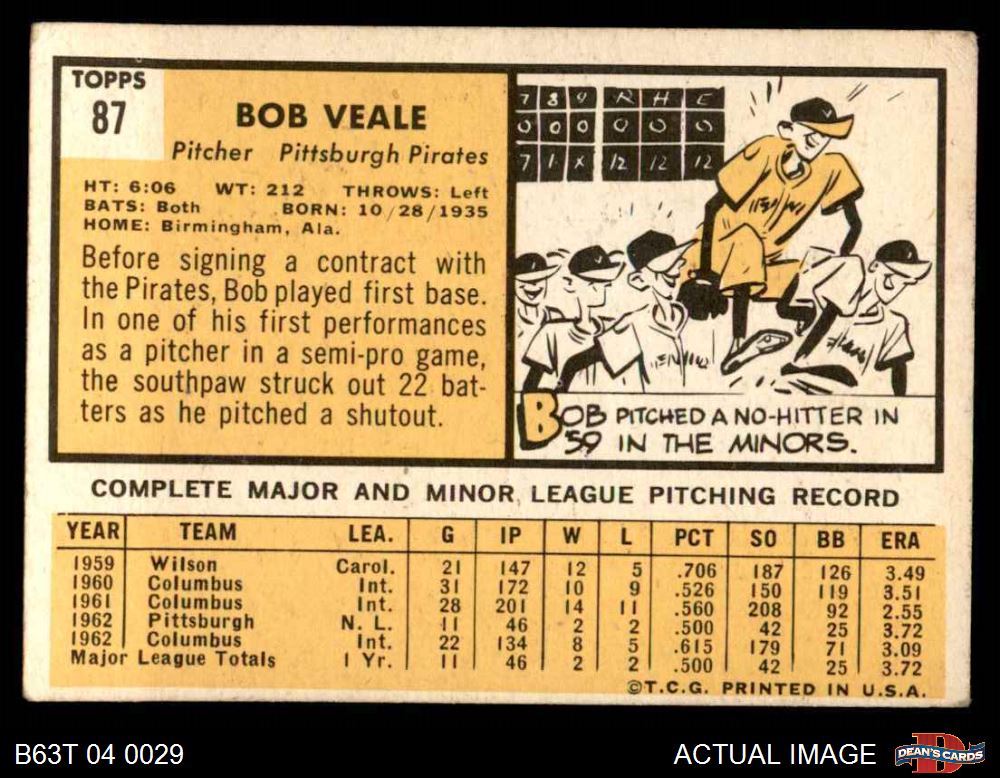 TOPPS
87
BOB VEALE
Pitcher Pittsburgh Pirates
HT: 6:06 WT: 212 THROWS: Left
BATS: Both BORN: 10/28/1935
HOME: Birmingham, Ala.
Before signing a contract with
the Pirates, Bob played first base.
In one of his first performances
as a pitcher in a semi-pro game,
the southpaw struck out 22 bat-
ters as he pitched a shutout.
7 8 9 R H E
0 0 0 0 0 0
7 1 X 12 12 12
BOB PITCHED A NO-HITTER IN
'59 IN THE MINORS.
COMPLETE MAJOR AND MINOR LEAGUE PITCHING RECORD
YEAR TEAM LEA. G IP W L PCT SO BB ERA
1959 Wilson Carol. 21 147 12 5 .706 187 126 3.49
1960 Columbus Int. 31 172 10 9 .526 150 119 3.51
1961 Columbus Int. 28 201 14 11 .560 208 92 2.55
1962 Pittsburgh N. L. 11 46 2 2 .500 42 25 3.72
1962 Columbus Int. 22 134 8 5 .615 179 71 3.09
Major League Totals 1 Yr. 11 46 2 2 .500 42 25 3.72
©T.C.G. PRINTED IN U.S.A.
B63T 04 0029
ACTUAL IMAGE
DEAN'S CARDS